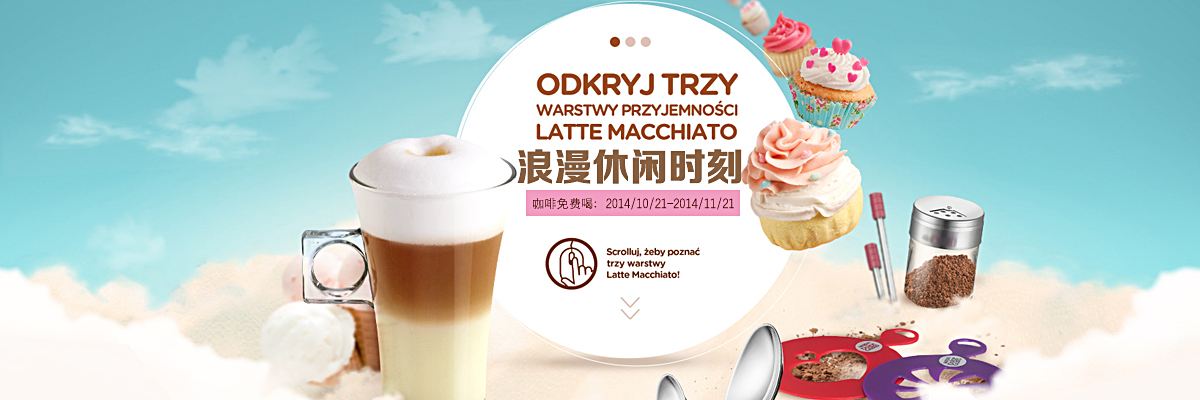 ODKRYJ TRZY
WARSTWY PRZYJEMNOŚCI
LATTE MACCHIATO
浪漫休闲时刻
咖啡免费喝：2014/10/21-2014/11/21
Scrolluj, żeby poznać
trzy warstwy
Latte Macchiato!